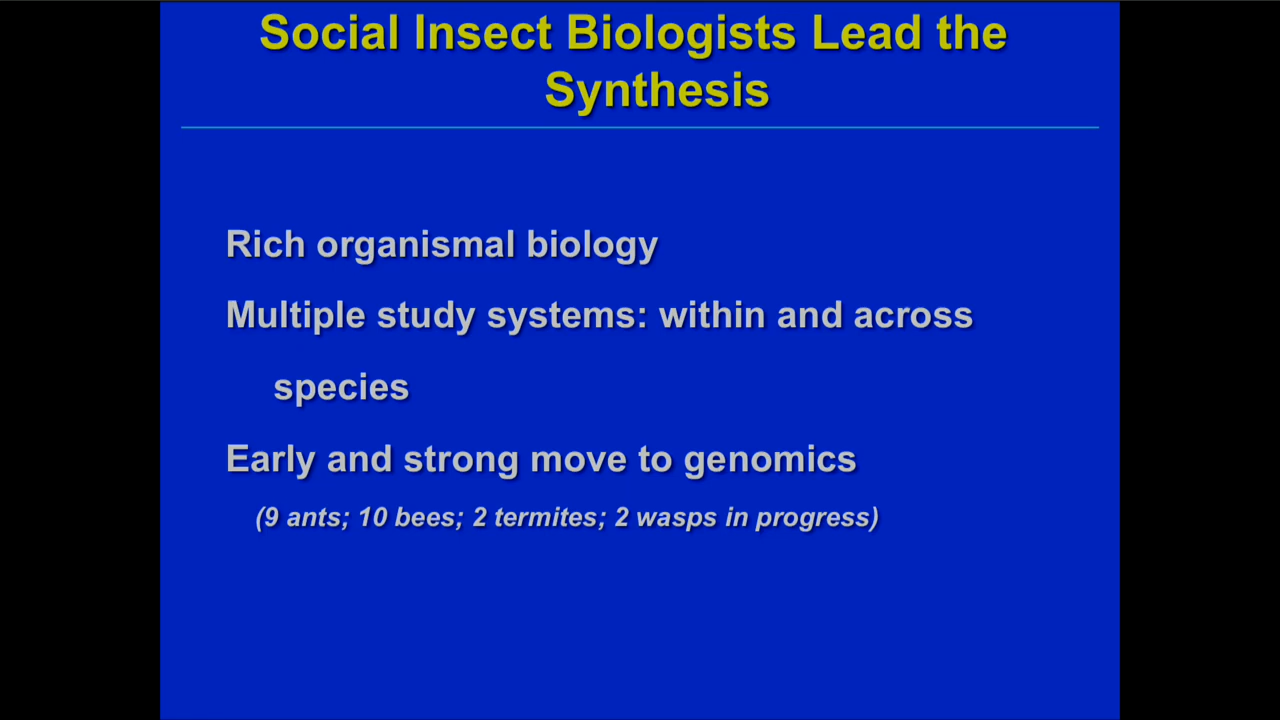 Social Insect Biologists Lead the
Synthesis
Rich organismal biology
Multiple study systems: within and across
species
Early and strong move to genomics
(9 ants; 10 bees; 2 termites; 2 wasps in progress)